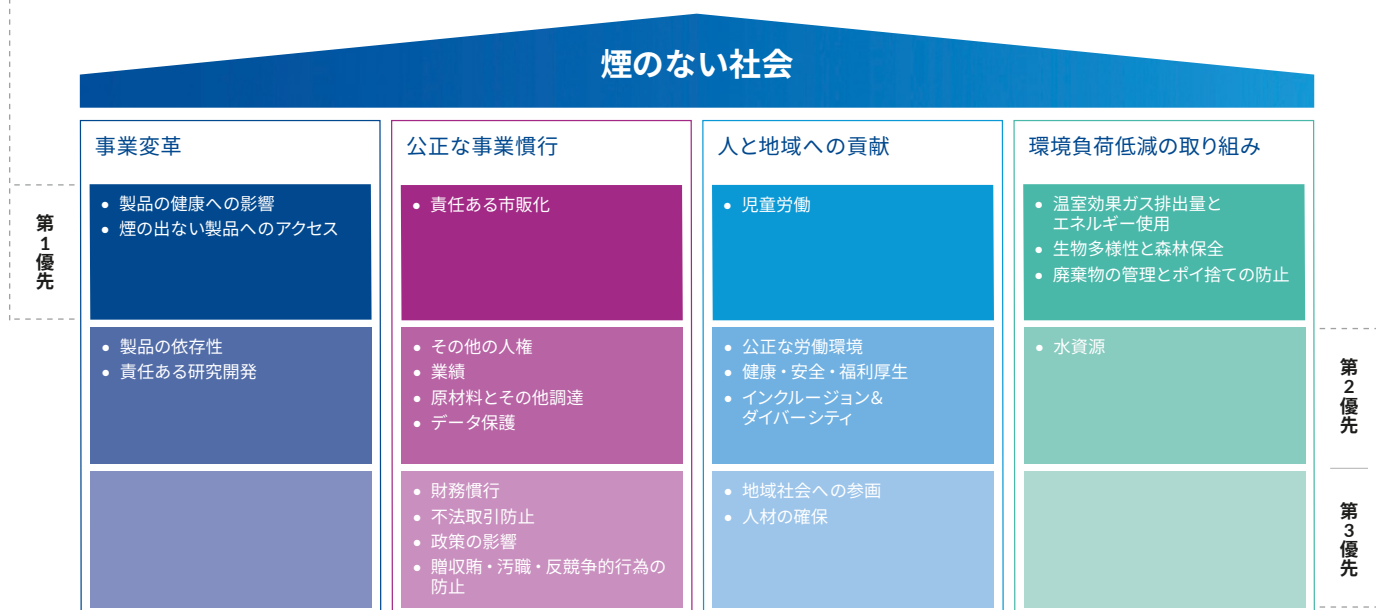 煙のない社会
事業変革
公正な事業慣行
人と地域への貢献
環境負荷低減の取り組み
第1優先
• 製品の健康への影響
• 煙の出ない製品へのアクセス
• 責任ある市販化
• 児童労働
• 温室効果ガス排出量と
エネルギー使用
• 生物多様性と森林保全
• 廃棄物の管理とポイ捨ての防止
• 製品の依存性
• 責任ある研究開発
• その他の人権
• 業績
• 原材料とその他調達
• データ保護
• 公正な労働環境
• 健康・安全・福利厚生
• インクルージョン&
ダイバーシティ
• 水資源
第2優先
• 財務慣行
• 不法取引防止
• 政策の影響
• 贈収賄・汚職・反競争的行為の
防止
• 地域社会への参画
• 人材の確保
第3優先